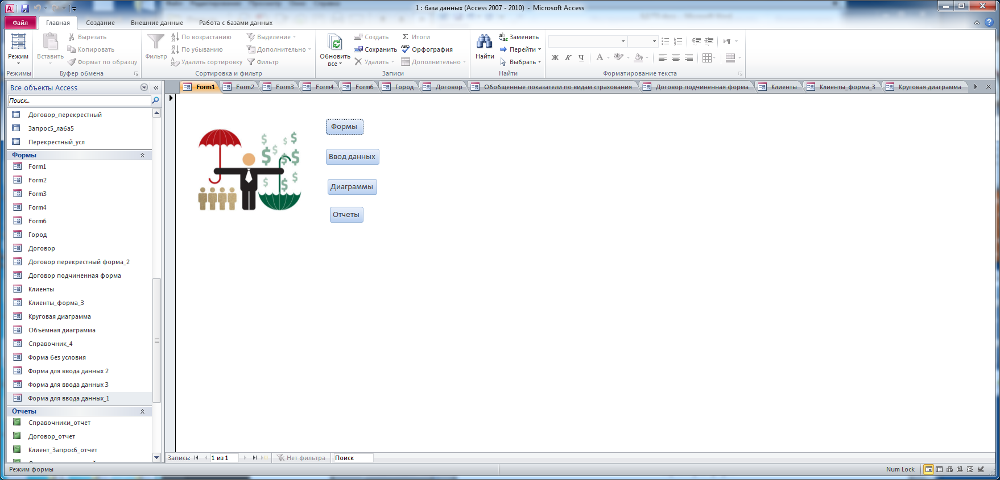 1 : база данных (Access 2007 - 2010) - Microsoft Access
Файл Главная Создание Внешние данные Работа с базами данных
Режим
Режимы
Вставить
Вырезать
Копировать
Формат по образцу
Буфер обмена
Фильтр
По возрастанию
По убыванию
Удалить сортировку
Выделение
Дополнительно
Фильтр
Сортировка и фильтр
Обновить
все
Создать
Сохранить
Удалить
Итоги
Орфография
Дополнительно
Записи
Найти
Заменить
Перейти
Выбрать
Найти
Ж К Ч А
Форматирование текста
Все объекты Access
Поиск...
Договор_перекрестный
Запрос5_лаба5
Перекрестный_усл
Формы
Form1
Form2
Form3
Form4
Form6
Город
Договор
Договор перекрестный форма_2
Договор подчиненная форма
Клиенты
Клиенты_форма_3
Круговая диаграмма
Объёмная диаграмма
Справочник_4
Форма без условия
Форма для ввода данных 2
Форма для ввода данных 3
Форма для ввода данных_1
Отчеты
Справочники_отчет
Договор_отчет
Клиент_Запрос6_отчет
Form1 Form2 Form3 Form4 Form6 Город Договор Обобщенные показатели по видам страхования Договор подчиненная форма Клиенты Клиенты_форма_3 Круговая диаграмма
Формы
Ввод данных
Диаграммы
Отчеты
Запись: 1 из 1 Нет фильтра Поиск
Режим формы Num Lock